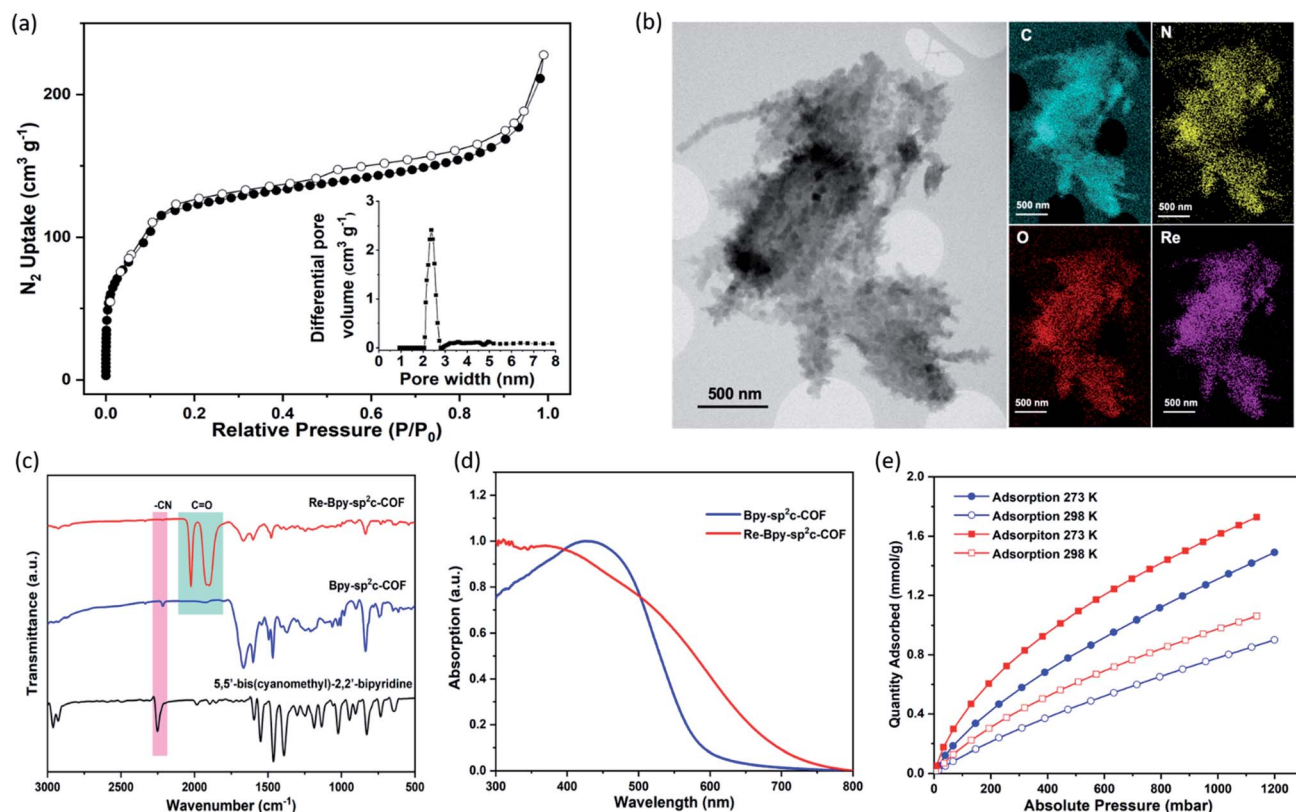 (a)
N₂ Uptake (cm³ g⁻¹)
200
100
0
0.0 0.2 0.4 0.6 0.8 1.0
Relative Pressure (P/P₀)
Differential pore
volume (cm³ g⁻¹)
3
2
1
0
0 1 2 3 4 5 6 7 8
Pore width (nm)
(b)
500 nm
C
500 nm
N
500 nm
O
500 nm
Re
500 nm
(c)
Transmittance (a.u.)
-CN
C=O
Re-Bpy-sp²c-COF
Bpy-sp²c-COF
5,5'-bis(cyanomethyl)-2,2'-bipyridine
3000 2500 2000 1500 1000 500
Wavenumber (cm⁻¹)
(d)
Absorption (a.u.)
1.2
1.0
0.8
0.6
0.4
0.2
0.0
Bpy-sp²c-COF
Re-Bpy-sp²c-COF
300 400 500 600 700 800
Wavelength (nm)
(e)
Quantity Adsorbed (mmol/g)
2.0
1.6
1.2
0.8
0.4
0.0
Adsorption 273 K
Adsorption 298 K
Adsorpiton 273 K
Adsorption 298 K
0 200 400 600 800 1000 1200
Absolute Pressure (mbar)